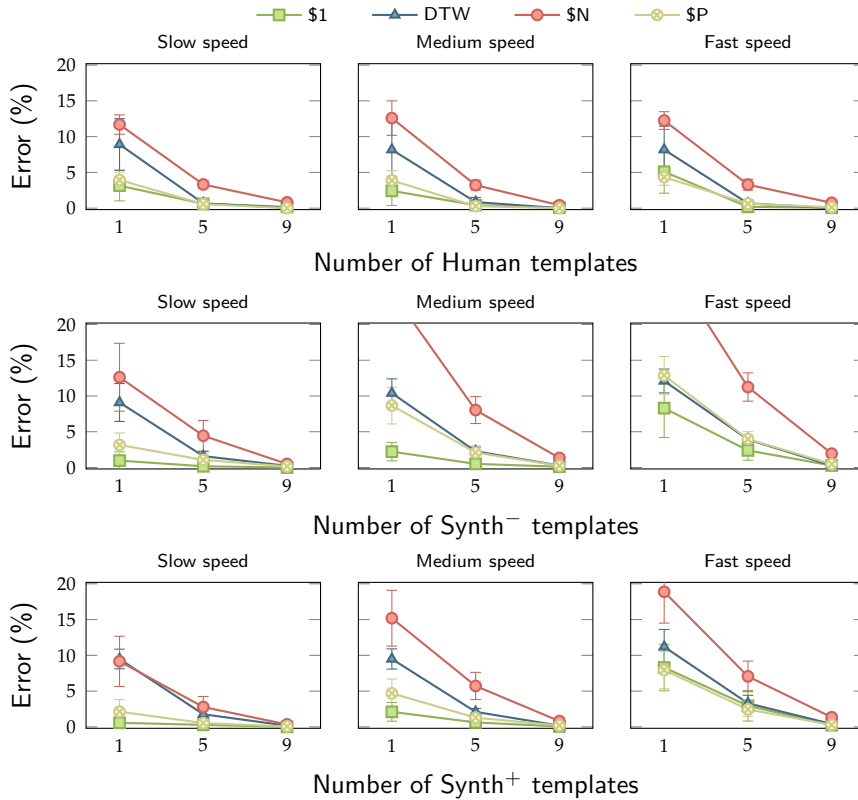 $1 DTW $N $P
Slow speed Medium speed Fast speed
Error (%)
20
15
10
5
0
1 5 9 1 5 9 1 5 9
Number of Human templates
Slow speed Medium speed Fast speed
Error (%)
20
15
10
5
0
1 5 9 1 5 9 1 5 9
Number of Synth⁻ templates
Slow speed Medium speed Fast speed
Error (%)
20
15
10
5
0
1 5 9 1 5 9 1 5 9
Number of Synth⁺ templates